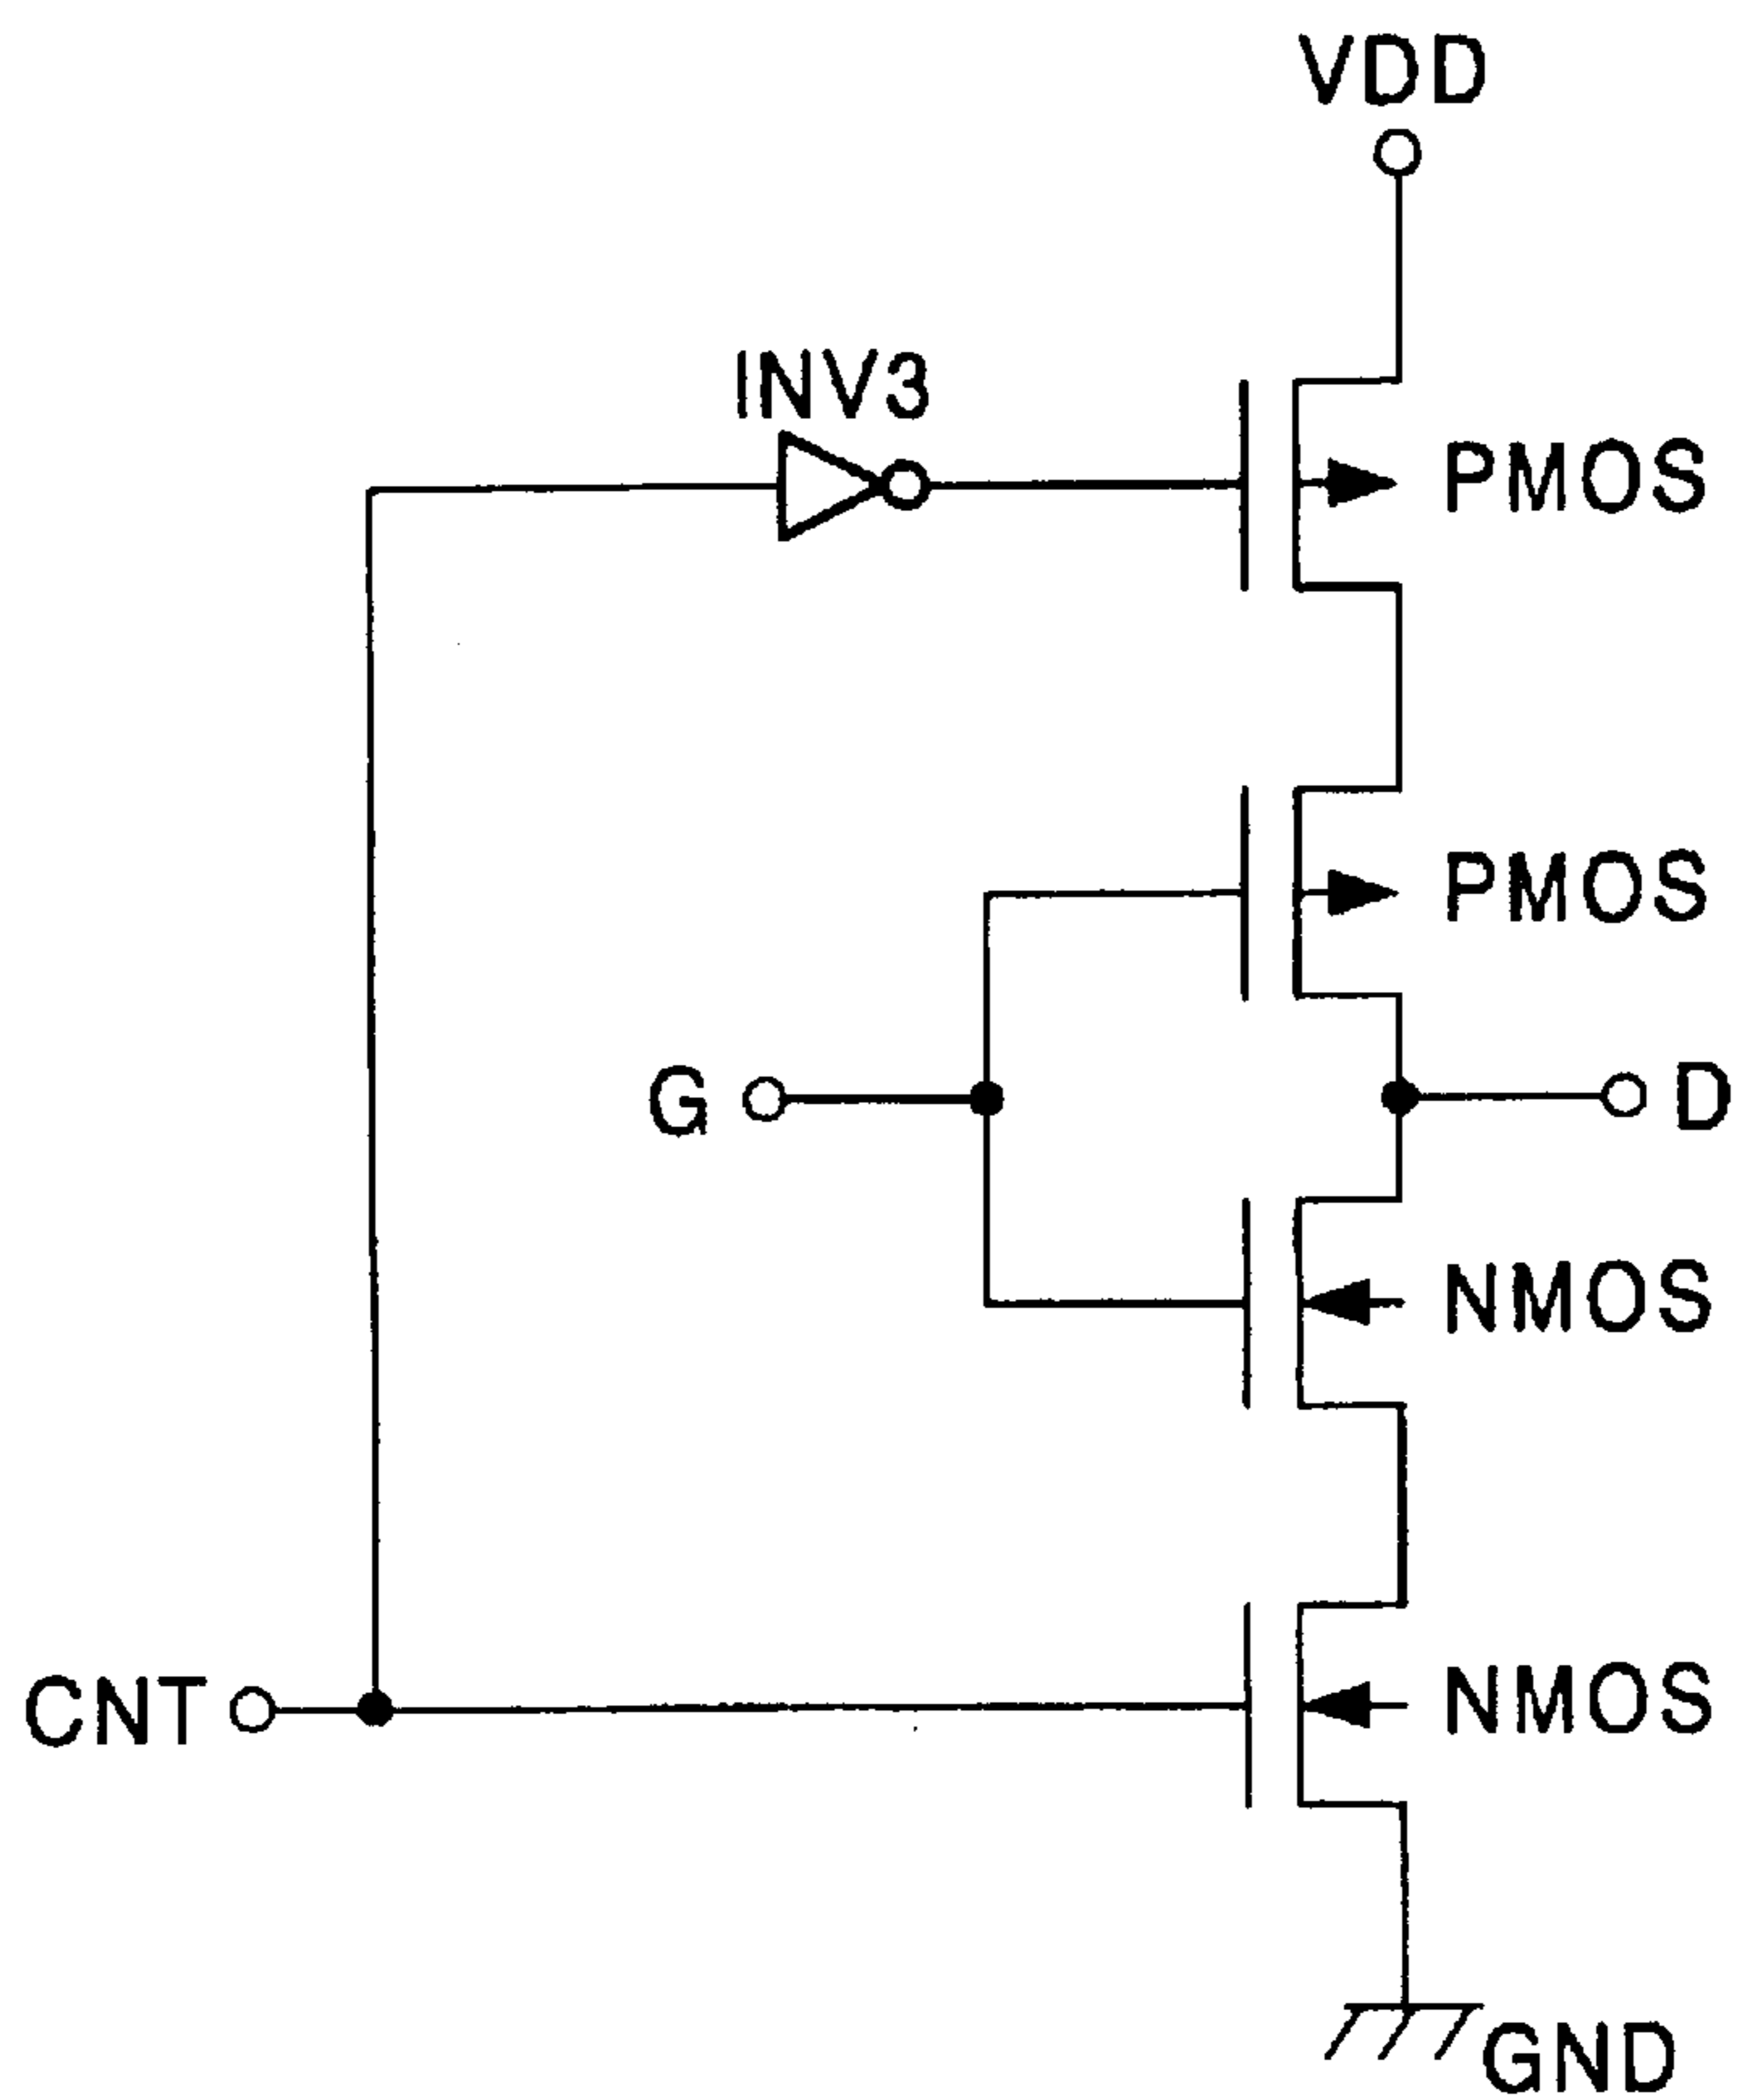 VDD
INV3
PMOS
PMOS
G
D
NMOS
CNT
NMOS
GND